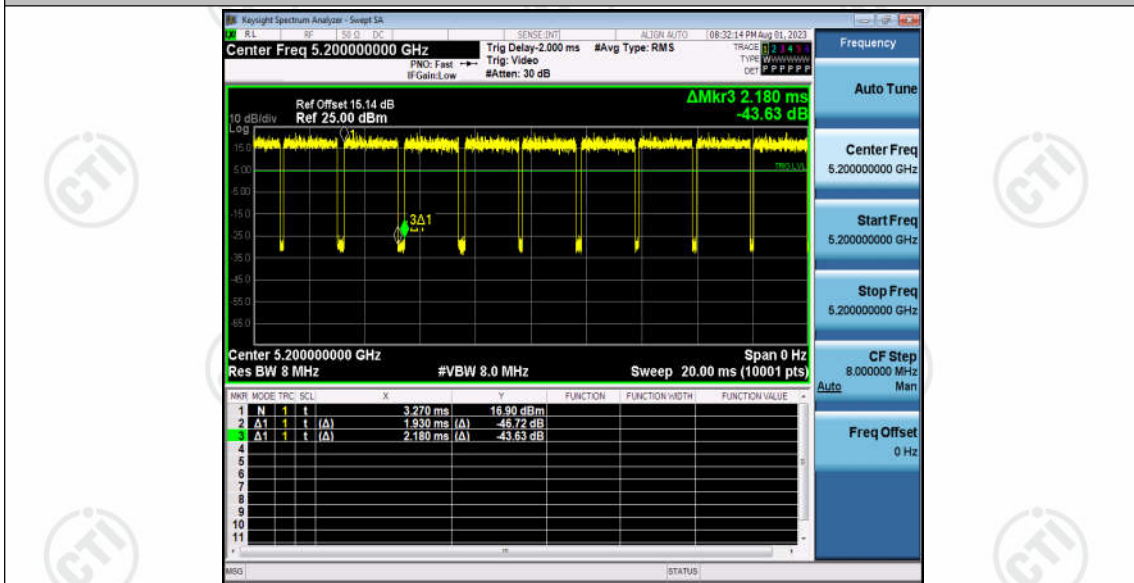 Keysight Spectrum Analyzer - Swept SA
RL RF 50 Ω DC SENSE:INT ALIGN AUTO 08:32:14 PM Aug 01, 2023
Center Freq 5.200000000 GHz Trig Delay-2.000 ms #Avg Type: RMS TRACE 1 2 3 4 5 6
PNO: Fast Trig: Video TYPE WWWWWW
IFGain:Low #Atten: 30 dB DET P P P P P P
Frequency
Auto Tune
Center Freq
5.200000000 GHz
Start Freq
5.200000000 GHz
Stop Freq
5.200000000 GHz
CF Step
8.000000 MHz
Auto Man
Freq Offset
0 Hz
ΔMkr3 2.180 ms
-43.63 dB
Ref Offset 15.14 dB
10 dB/div Ref 25.00 dBm
Log
15.0
5.00
-5.00
-15.0
-25.0
-35.0
-45.0
-55.0
-65.0
1
TRIG LVL
3Δ1
Center 5.200000000 GHz Span 0 Hz
Res BW 8 MHz #VBW 8.0 MHz Sweep 20.00 ms (10001 pts)
MKR MODE TRC SCL X Y FUNCTION FUNCTION WIDTH FUNCTION VALUE
1 N 1 t 3.270 ms 16.90 dBm
2 Δ1 1 t (Δ) 1.930 ms (Δ) -46.72 dB
3 Δ1 1 t (Δ) 2.180 ms (Δ) -43.63 dB
4
5
6
7
8
9
10
11
MSG STATUS
CTI
CTI
CTI
CTI